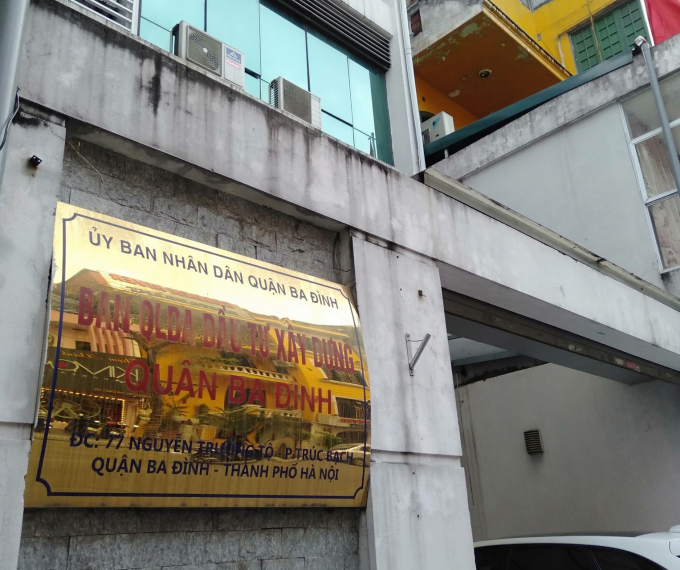 ỦY BAN NHÂN DÂN QUẬN BA ĐÌNH
BAN QLDA ĐẦU TƯ XÂY DỰNG
QUẬN BA ĐÌNH
ĐC: 77 NGUYỄN TRƯỜNG TỘ - P.TRÚC BẠCH
QUẬN BA ĐÌNH - THÀNH PHỐ HÀ NỘI